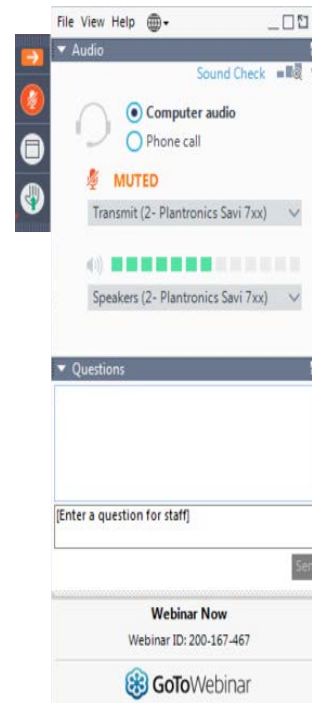 File View Help
Audio
Sound Check
Computer audio
Phone call
MUTED
Transmit (2- Plantronics Savi 7xx)
Speakers (2- Plantronics Savi 7xx)
Questions
[Enter a question for staff]
Webinar Now
Webinar ID: 200-167-467
GoToWebinar